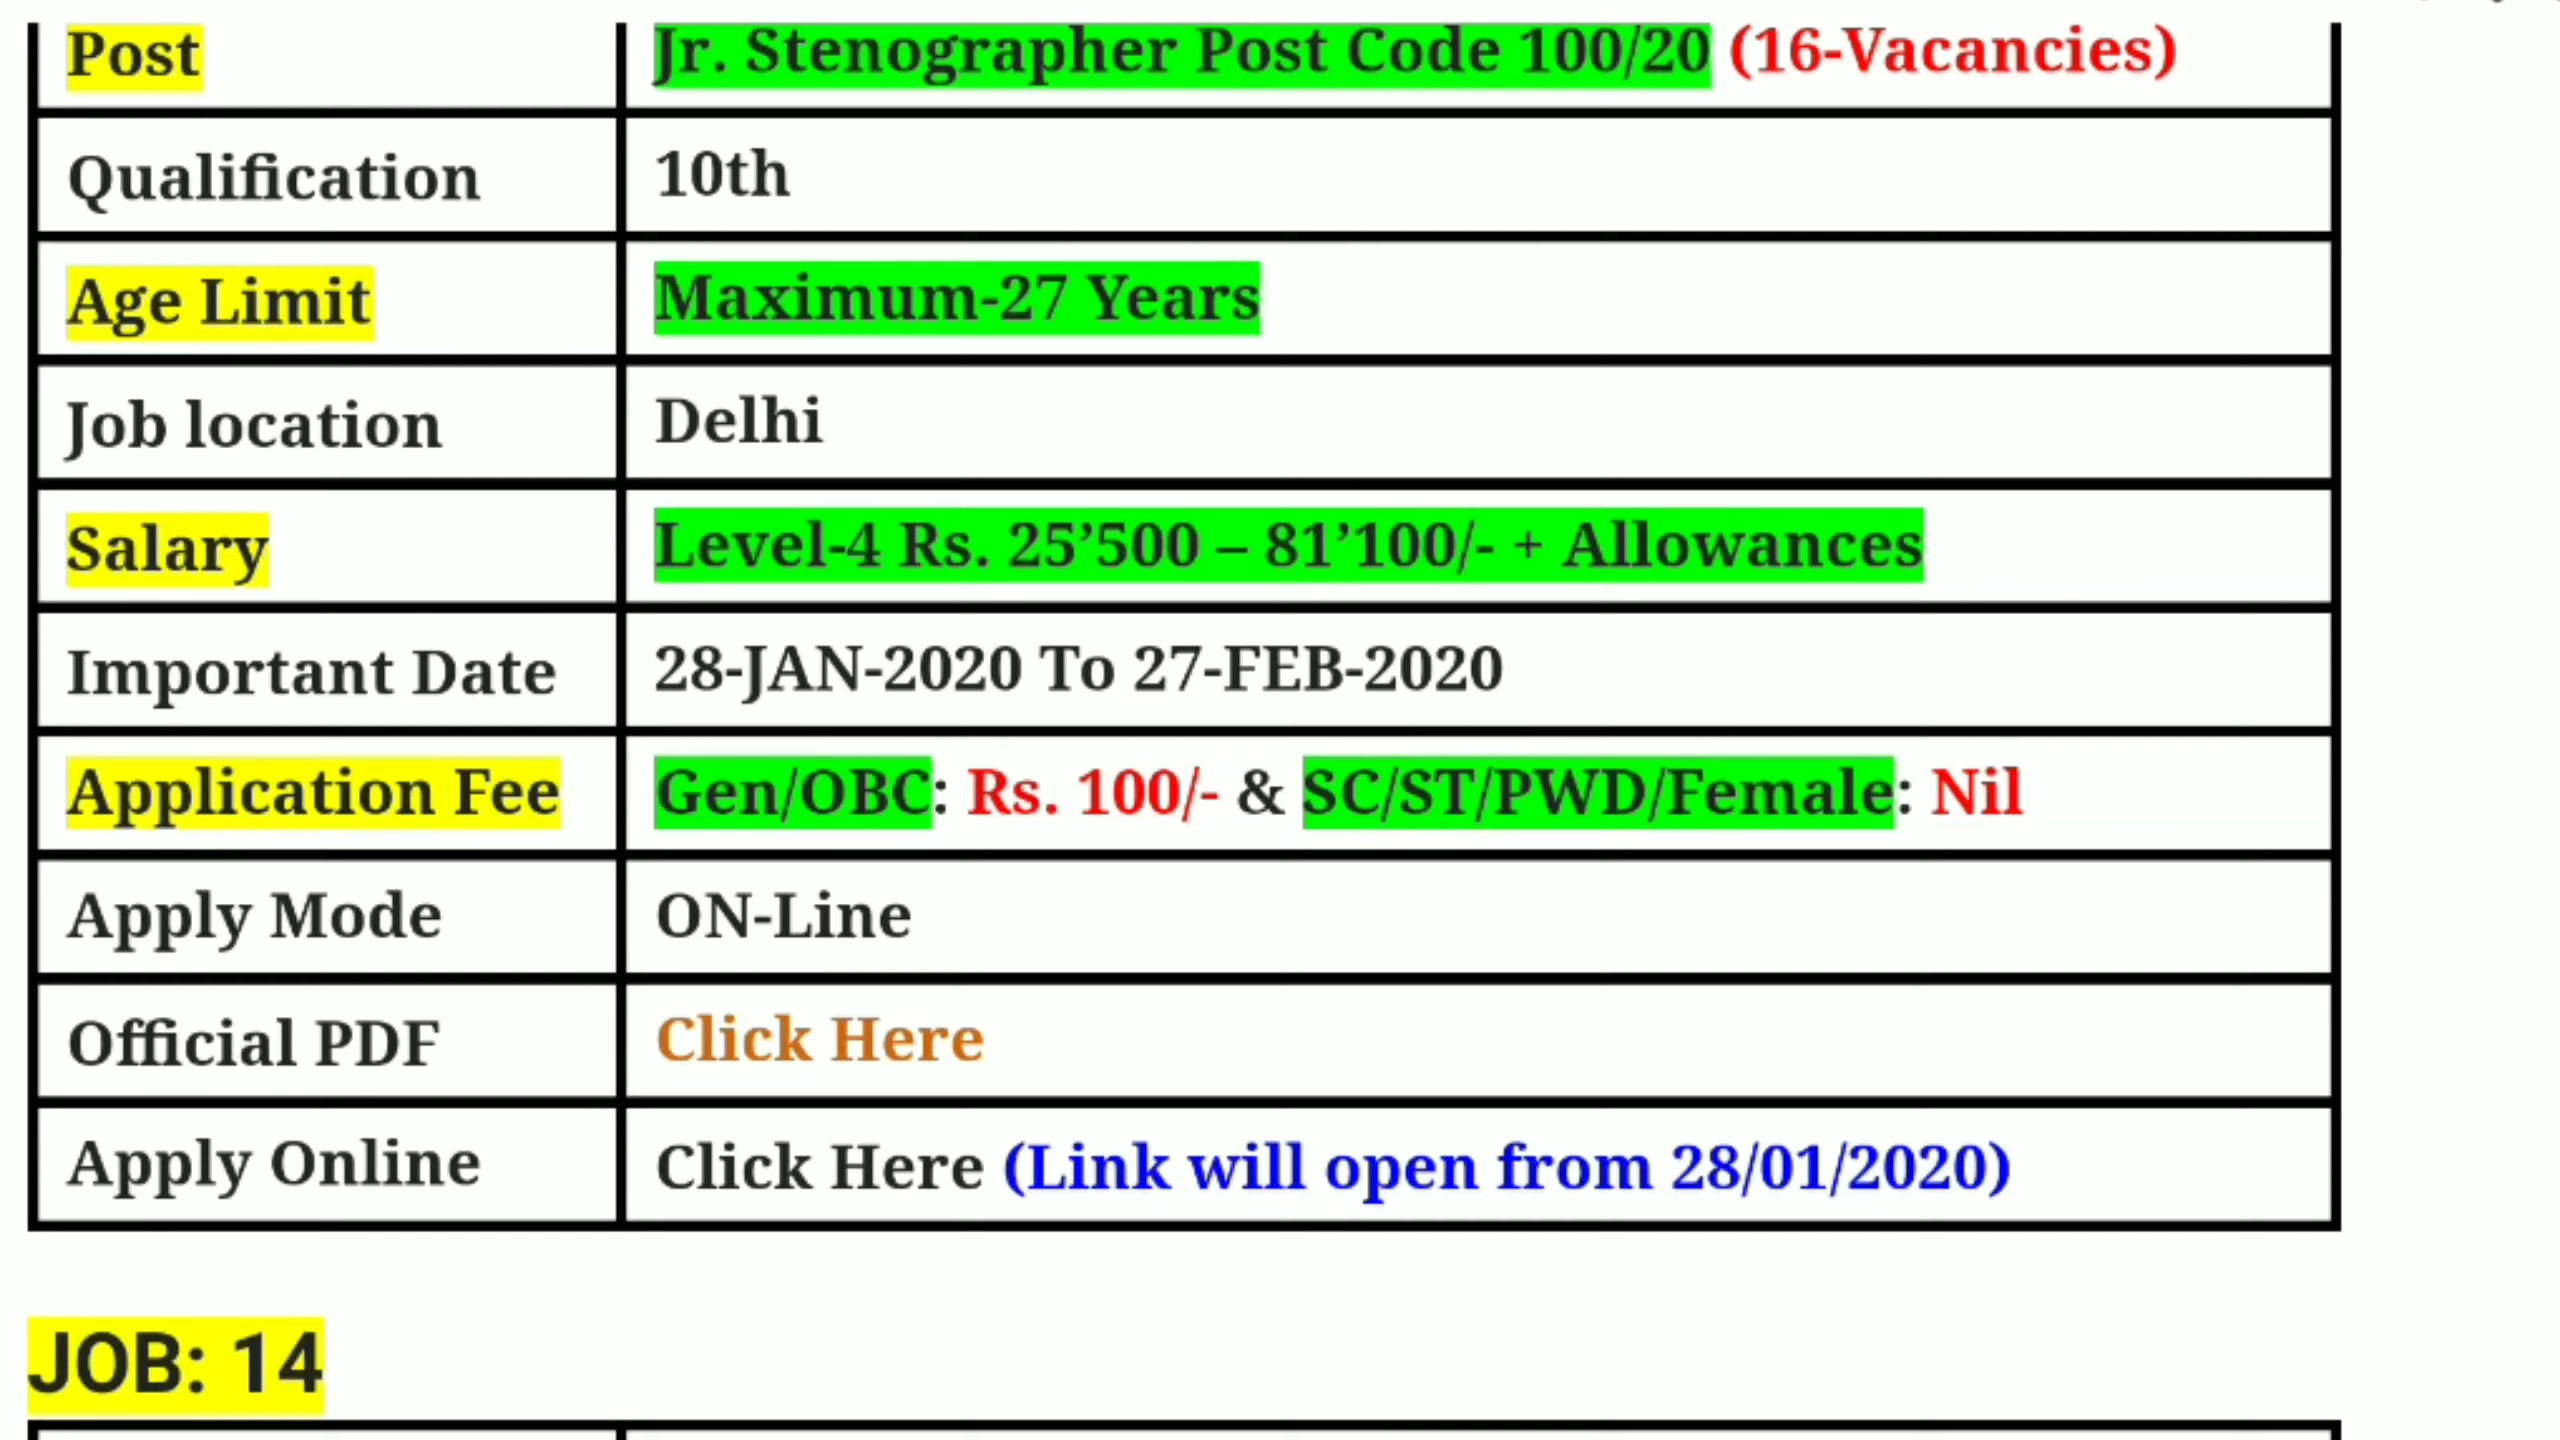 Post Jr. Stenographer Post Code 100/20 (16-Vacancies)
Qualification 10th
Age Limit Maximum-27 Years
Job location Delhi
Salary Level-4 Rs. 25’500 – 81’100/- + Allowances
Important Date 28-JAN-2020 To 27-FEB-2020
Application Fee Gen/OBC: Rs. 100/- & SC/ST/PWD/Female: Nil
Apply Mode ON-Line
Official PDF Click Here
Apply Online Click Here (Link will open from 28/01/2020)
JOB: 14